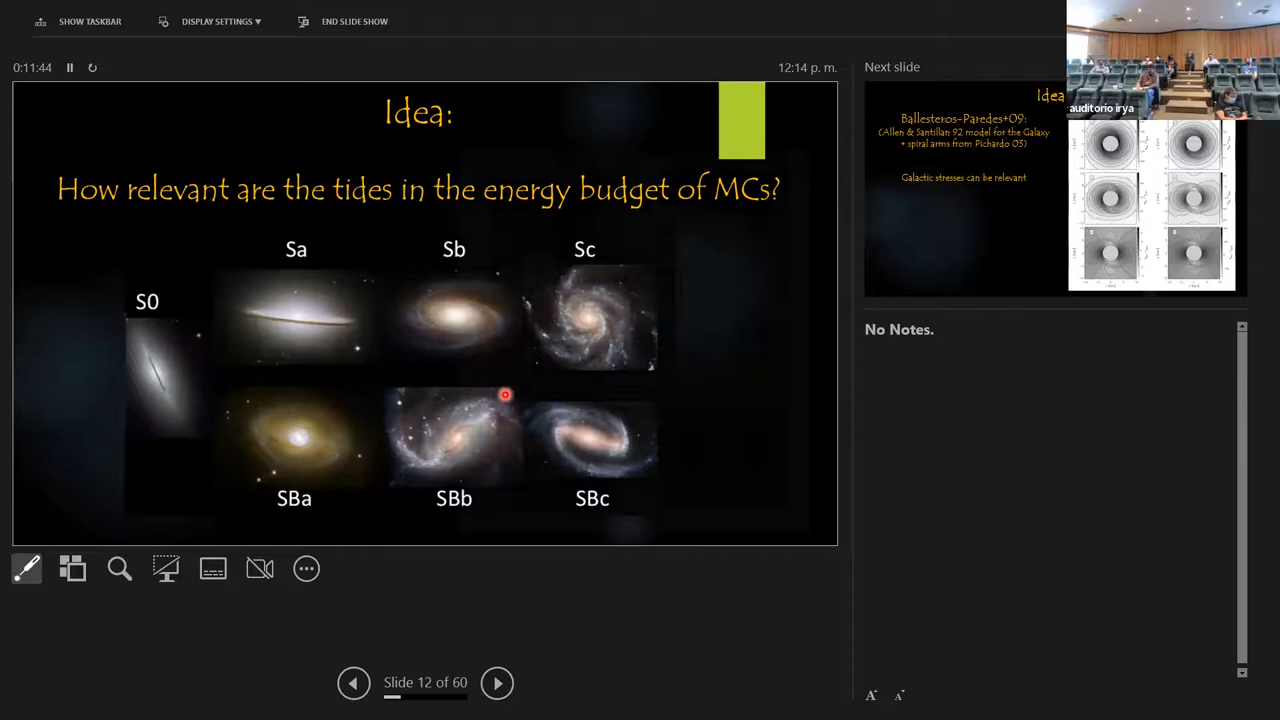 SHOW TASKBAR
DISPLAY SETTINGS ▾
END SLIDE SHOW
0:11:44
12:14 p. m.
Idea:
How relevant are the tides in the energy budget of MCs?
Sa
Sb
Sc
S0
SBa
SBb
SBc
Slide 12 of 60
Next slide
auditorio irya
Idea
Ballesteros-Paredes+09:
(Allen & Santillan 92 model for the Galaxy
+ spiral arms from Pichardo 03)
Galactic stresses can be relevant
No Notes.
A A